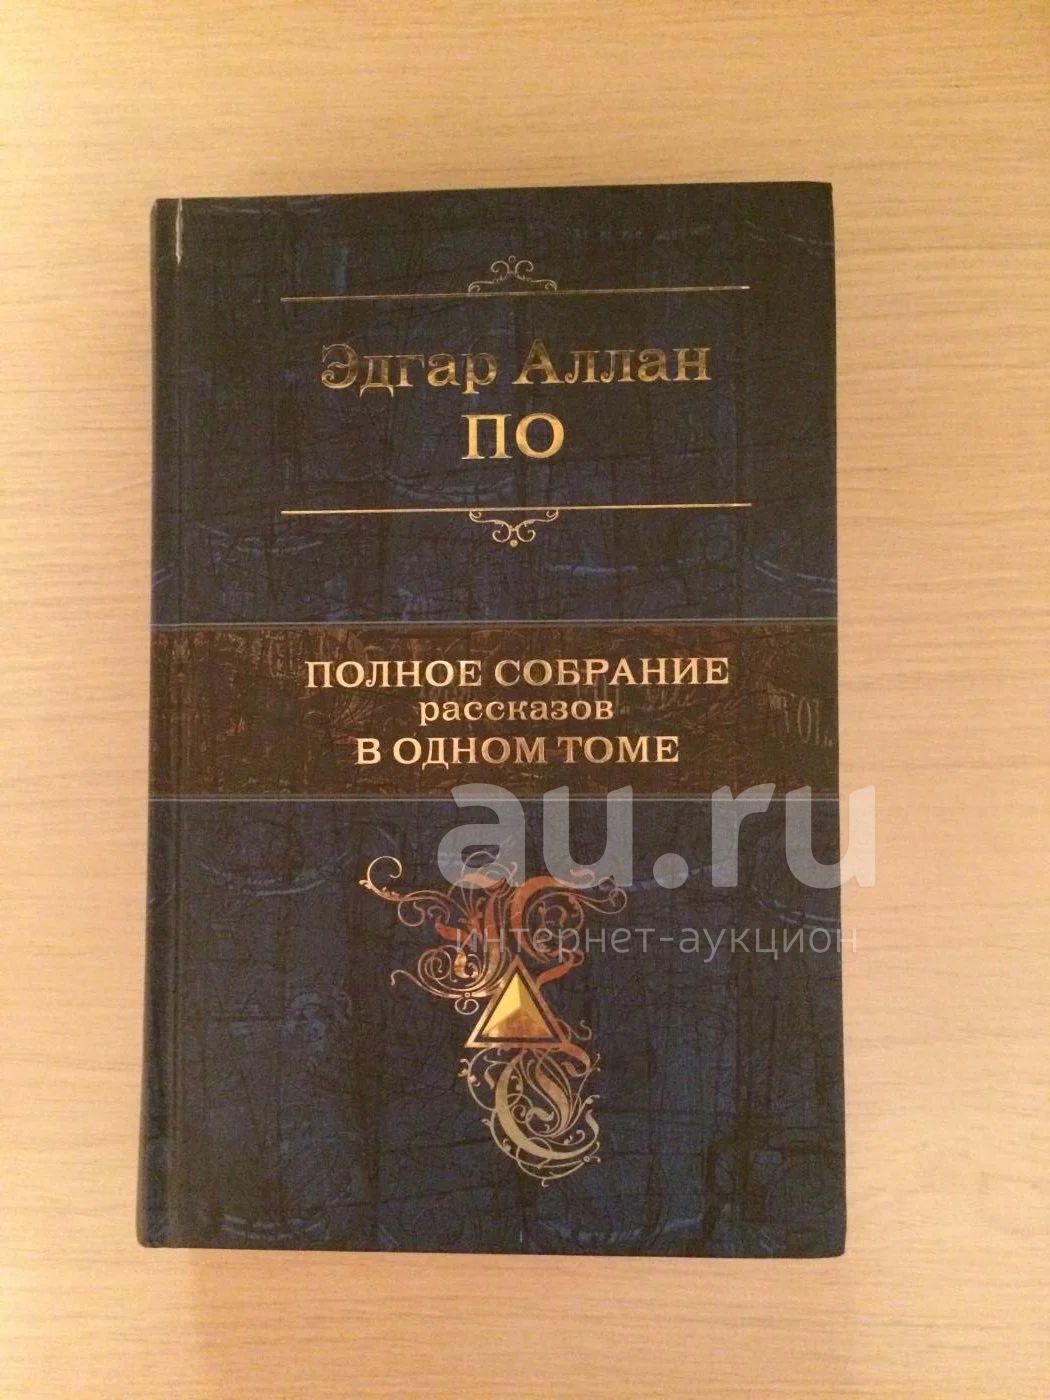 Эдгар Аллан
ПО
ПОЛНОЕ СОБРАНИЕ
рассказов
В ОДНОМ ТОМЕ
au.ru
интернет-аукцион